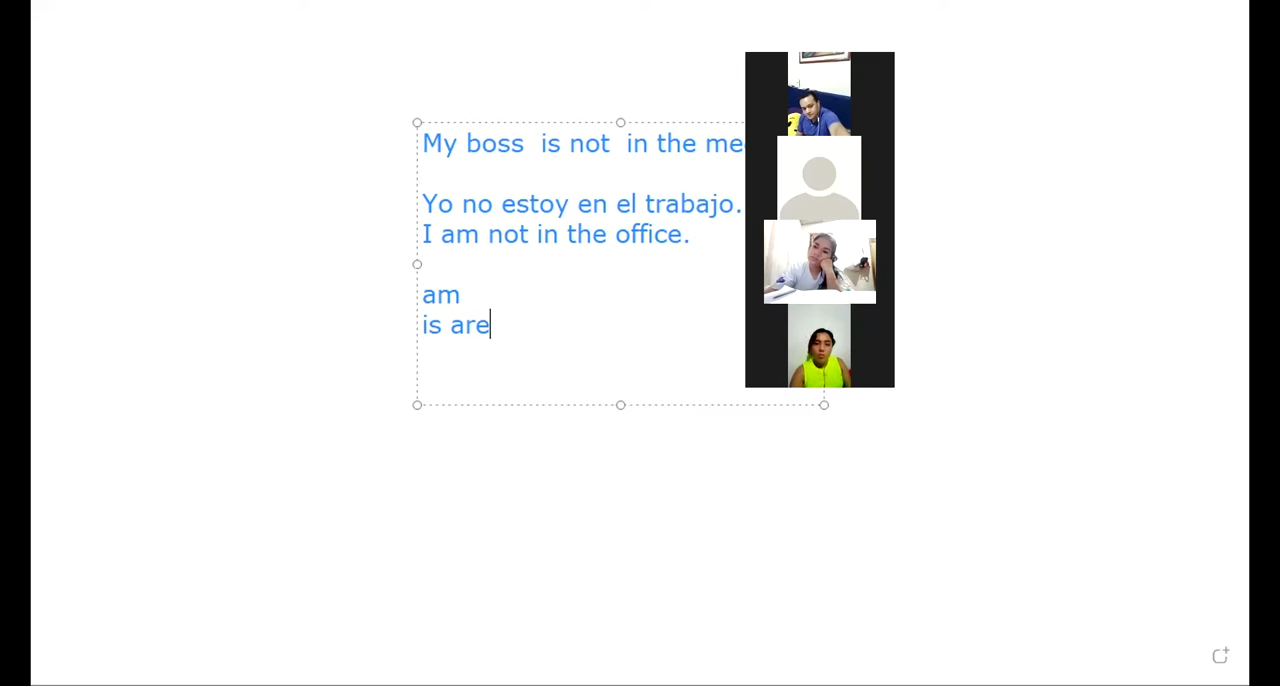 My boss is not in the
Yo no estoy en el trabajo.
I am not in the office.
am
is are